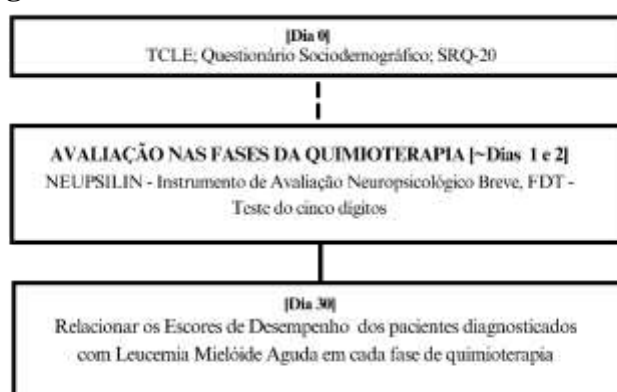 [Dia 0]
TCLE; Questionário Sociodemográfico; SRQ-20
AVALIAÇÃO NAS FASES DA QUIMIOTERAPIA [~Dias 1 e 2]
NEUPSILIN - Instrumento de Avaliação Neuropsicológico Breve, FDT -
Teste do cinco dígitos
[Dia 30]
Relacionar os Escores de Desempenho dos pacientes diagnosticados
com Leucemia Mielóide Aguda em cada fase de quimioterapia